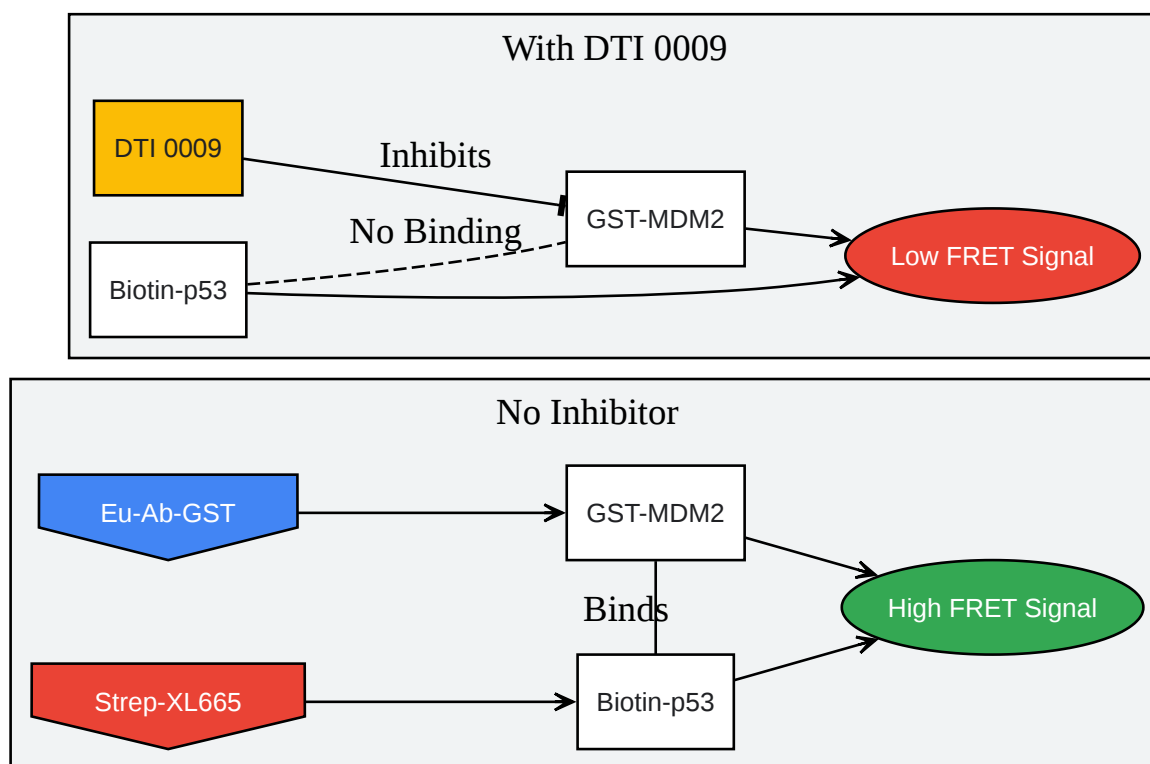 With DTI 0009
DTI 0009
Inhibits
GST-MDM2
No Binding
Low FRET Signal
Biotin-p53
No Inhibitor
Eu-Ab-GST
GST-MDM2
High FRET Signal
Binds
Strep-XL665
Biotin-p53